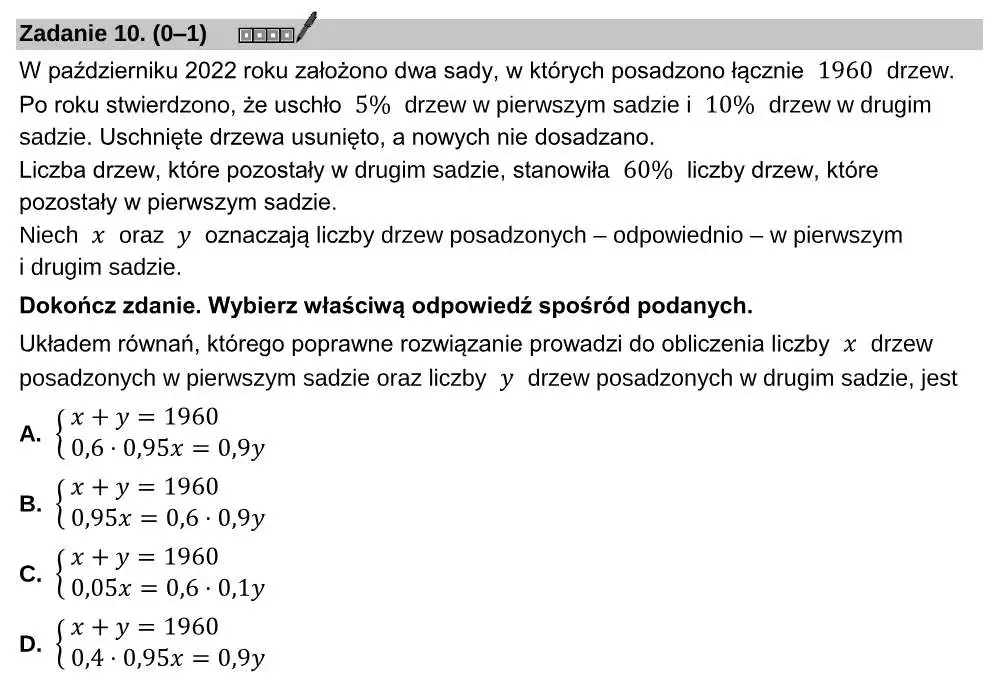 Zadanie 10. (0–1)
W październiku 2022 roku założono dwa sady, w których posadzono łącznie 1960 drzew.
Po roku stwierdzono, że uschło 5% drzew w pierwszym sadzie i 10% drzew w drugim
sadzie. Uschnięte drzewa usunięto, a nowych nie dosadzano.
Liczba drzew, które pozostały w drugim sadzie, stanowiła 60% liczby drzew, które
pozostały w pierwszym sadzie.
Niech x oraz y oznaczają liczby drzew posadzonych – odpowiednio – w pierwszym
i drugim sadzie.
Dokończ zdanie. Wybierz właściwą odpowiedź spośród podanych.
Układem równań, którego poprawne rozwiązanie prowadzi do obliczenia liczby x drzew
posadzonych w pierwszym sadzie oraz liczby y drzew posadzonych w drugim sadzie, jest
A. { x + y = 1960
0,6 · 0,95x = 0,9y
B. { x + y = 1960
0,95x = 0,6 · 0,9y
C. { x + y = 1960
0,05x = 0,6 · 0,1y
D. { x + y = 1960
0,4 · 0,95x = 0,9y